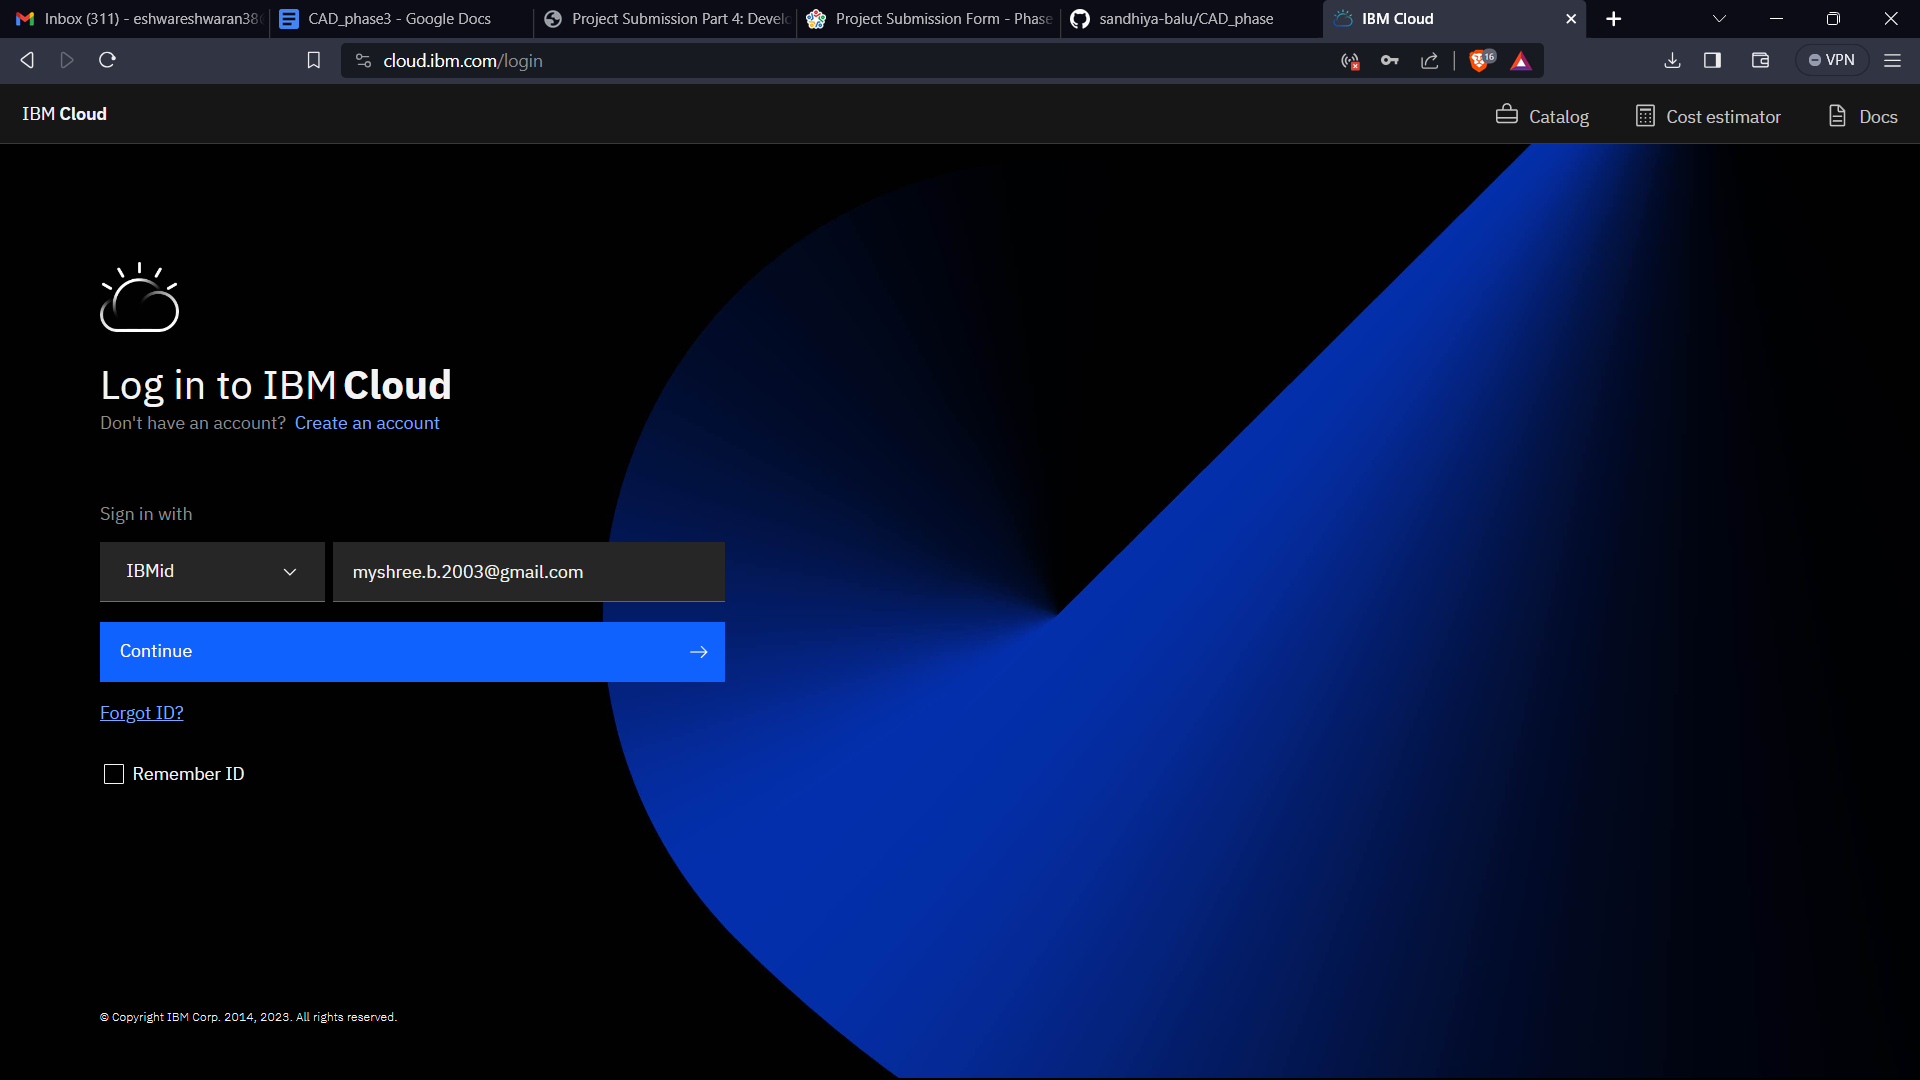 Inbox (311) - eshwareshwaran38
CAD_phase3 - Google Docs
Project Submission Part 4: Develo
Project Submission Form - Phase
sandhiya-balu/CAD_phase
IBM Cloud
cloud.ibm.com/login
16
VPN
IBM Cloud
Catalog
Cost estimator
Docs
Log in to IBM Cloud
Don't have an account? Create an account
Sign in with
IBMid
myshree.b.2003@gmail.com
Continue
Forgot ID?
Remember ID
© Copyright IBM Corp. 2014, 2023. All rights reserved.